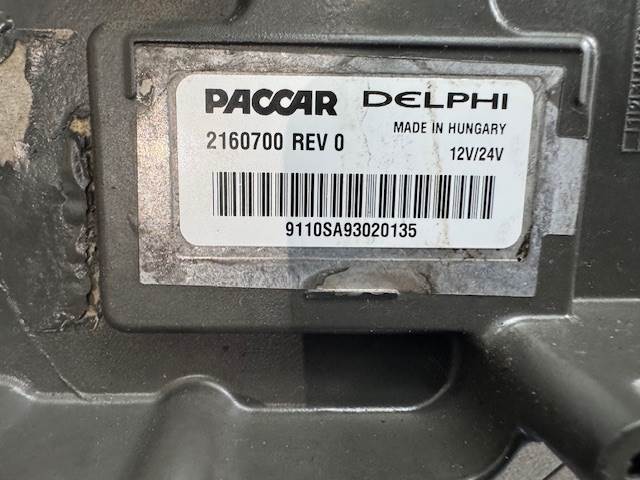 PACCAR DELPHI
MADE IN HUNGARY
2160700 REV 0
12V/24V
9110SA93020135